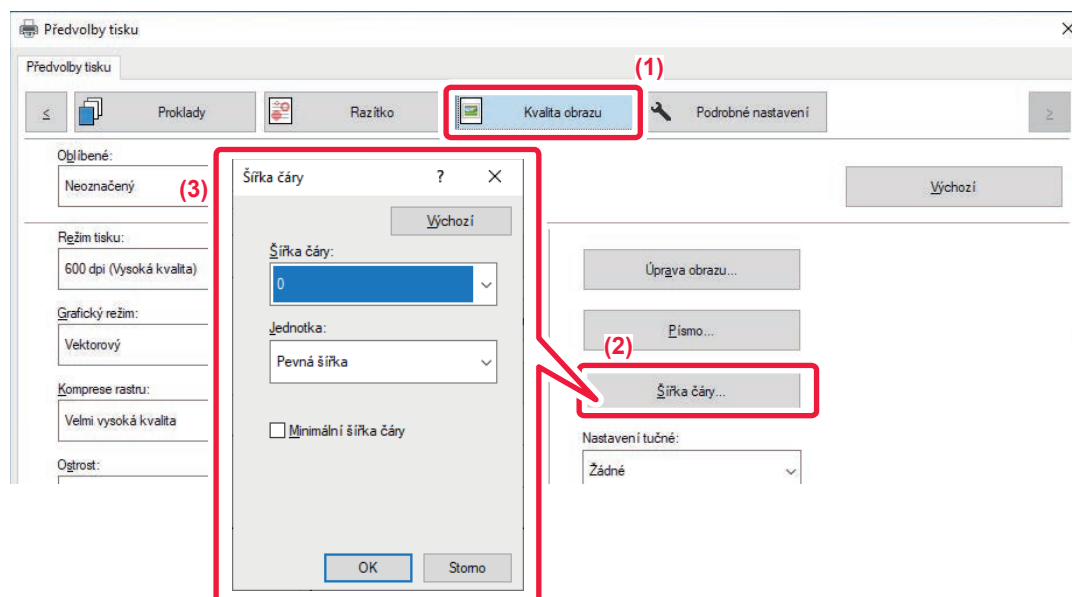 Předvolby tisku
Předvolby tisku
(1)
≤
Proklady
Razítko
Kvalita obrazu
Podrobné nastavení
≥
Oblíbené:
Neoznačený
Výchozí
(3)
Šířka čáry
?
Výchozí
Šířka čáry:
0
Jednotka:
Pevná šířka
Minimální šířka čáry
OK
Storno
Režim tisku:
600 dpi (Vysoká kvalita)
Grafický režim:
Vektorový
Komprese rastru:
Velmi vysoká kvalita
Ostrost:
Úprava obrazu...
Písmo...
(2)
Šířka čáry...
Nastavení tučné:
Žádné